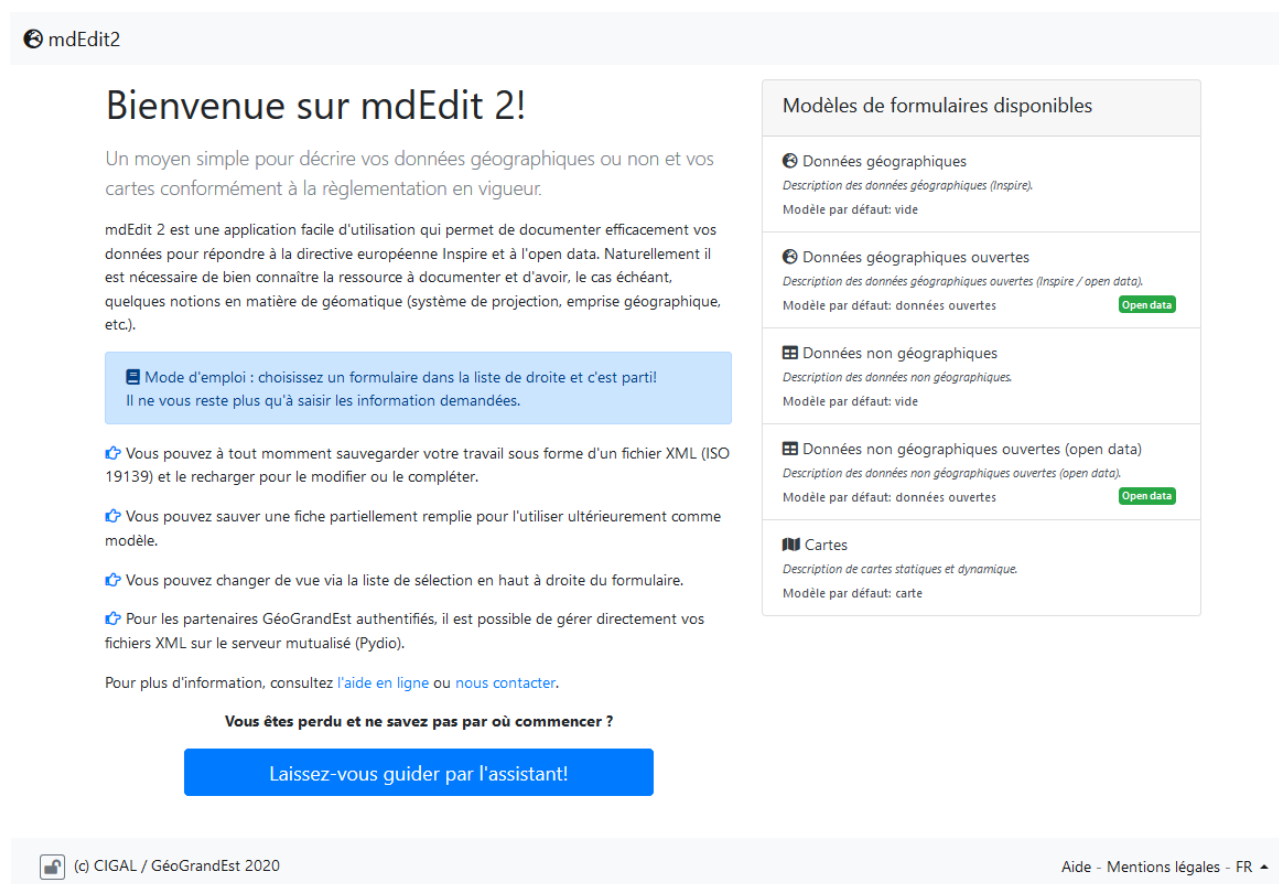 mdEdit2
Bienvenue sur mdEdit 2!
Un moyen simple pour décrire vos données géographiques ou non et vos
cartes conformément à la règlementation en vigueur.
mdEdit 2 est une application facile d'utilisation qui permet de documenter efficacement vos
données pour répondre à la directive européenne Inspire et à l'open data. Naturellement il
est nécessaire de bien connaître la ressource à documenter et d'avoir, le cas échéant,
quelques notions en matière de géomatique (système de projection, emprise géographique,
etc.).
Mode d'emploi : choisissez un formulaire dans la liste de droite et c'est parti!
Il ne vous reste plus qu'à saisir les information demandées.
Vous pouvez à tout momment sauvegarder votre travail sous forme d'un fichier XML (ISO
19139) et le recharger pour le modifier ou le compléter.
Vous pouvez sauver une fiche partiellement remplie pour l'utiliser ultérieurement comme
modèle.
Vous pouvez changer de vue via la liste de sélection en haut à droite du formulaire.
Pour les partenaires GéoGrandEst authentifiés, il est possible de gérer directement vos
fichiers XML sur le serveur mutualisé (Pydio).
Pour plus d'information, consultez l'aide en ligne ou nous contacter.
Vous êtes perdu et ne savez pas par où commencer ?
Laissez-vous guider par l'assistant!
Modèles de formulaires disponibles
Données géographiques
Description des données géographiques (Inspire).
Modèle par défaut: vide
Données géographiques ouvertes
Description des données géographiques ouvertes (Inspire / open data).
Modèle par défaut: données ouvertes Open data
Données non géographiques
Description des données non géographiques.
Modèle par défaut: vide
Données non géographiques ouvertes (open data)
Description des données non géographiques ouvertes (open data).
Modèle par défaut: données ouvertes Open data
Cartes
Description de cartes statiques et dynamique.
Modèle par défaut: carte
(c) CIGAL / GéoGrandEst 2020
Aide - Mentions légales - FR